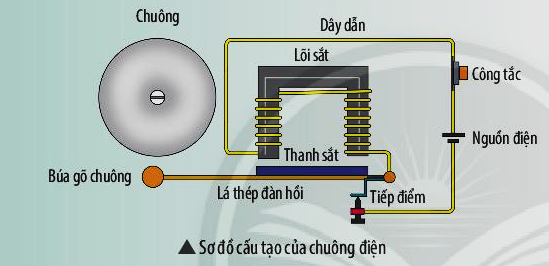 Chuông
Dây dẫn
Lõi sắt
Công tắc
Nguồn điện
Thanh sắt
Búa gõ chuông
Lá thép đàn hồi
Tiếp điểm
▲ Sơ đồ cấu tạo của chuông điện